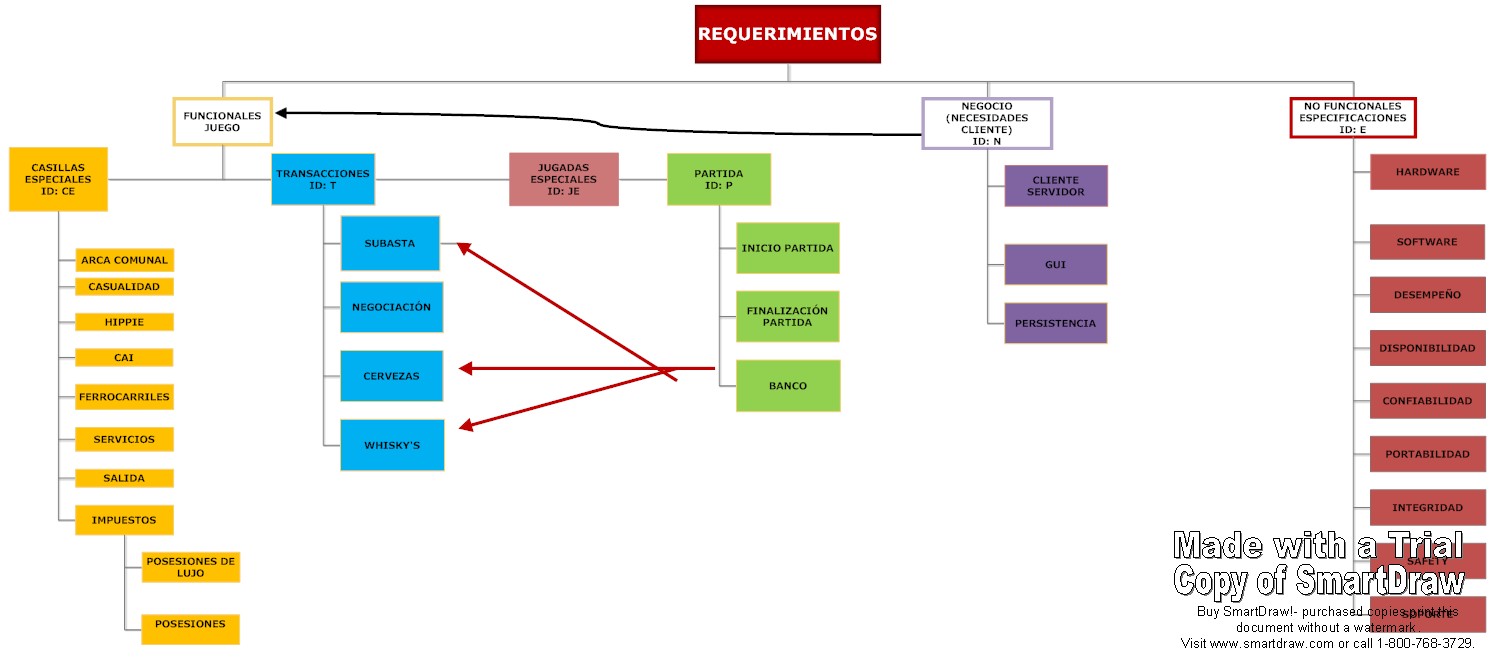 REQUERIMIENTOS
FUNCIONALES
JUEGO
NEGOCIO
(NECESIDADES
CLIENTE)
ID: N
NO FUNCIONALES
ESPECIFICACIONES
ID: E
CASILLAS
ESPECIALES
ID: CE
TRANSACCIONES
ID: T
JUGADAS
ESPECIALES
ID: JE
PARTIDA
ID: P
ARCA COMUNAL
CASUALIDAD
HIPPIE
CAI
FERROCARRILES
SERVICIOS
SALIDA
IMPUESTOS
POSESIONES DE
LUJO
POSESIONES
SUBASTA
NEGOCIACIÓN
CERVEZAS
WHISKY'S
INICIO PARTIDA
FINALIZACIÓN
PARTIDA
BANCO
CLIENTE
SERVIDOR
GUI
PERSISTENCIA
HARDWARE
SOFTWARE
DESEMPEÑO
DISPONIBILIDAD
CONFIABILIDAD
PORTABILIDAD
INTEGRIDAD
SAFETY
SOPORTE
Made with a Trial
Copy of SmartDraw
Buy SmartDraw!- purchased copies print this
document without a watermark.
Visit www.smartdraw.com or call 1-800-768-3729.